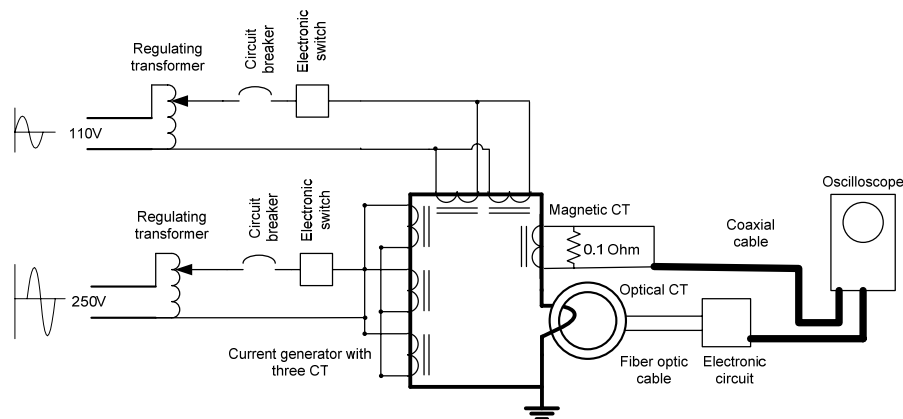 Regulating
transformer
Circuit
breaker
Electronic
switch
110V
Regulating
transformer
Circuit
breaker
Electronic
switch
250V
Current generator with
three CT
Magnetic CT
0.1 Ohm
Coaxial
cable
Oscilloscope
Optical CT
Fiber optic
cable
Electronic
circuit